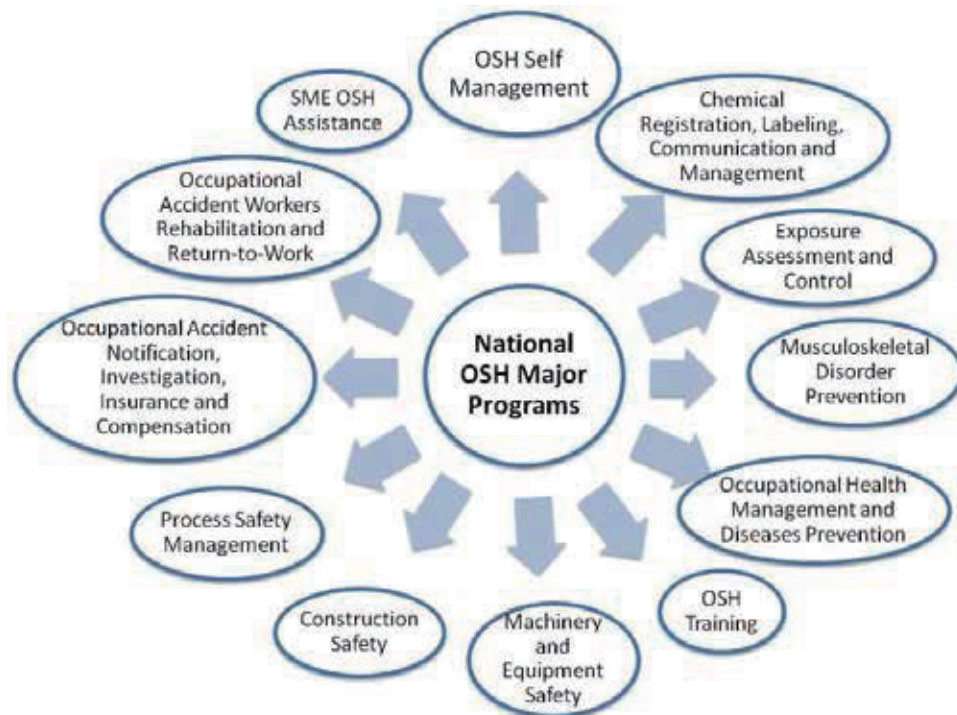 OSH Self
Management
Chemical
Registration, Labeling,
Communication and
Management
Exposure
Assessment and
Control
Musculoskeletal
Disorder
Prevention
Occupational Health
Management and
Diseases Prevention
OSH
Training
Machinery
and
Equipment
Safety
Construction
Safety
Process Safety
Management
Occupational Accident
Notification,
Investigation,
Insurance and
Compensation
Occupational
Accident Workers
Rehabilitation and
Return-to-Work
SME OSH
Assistance
National
OSH Major
Programs